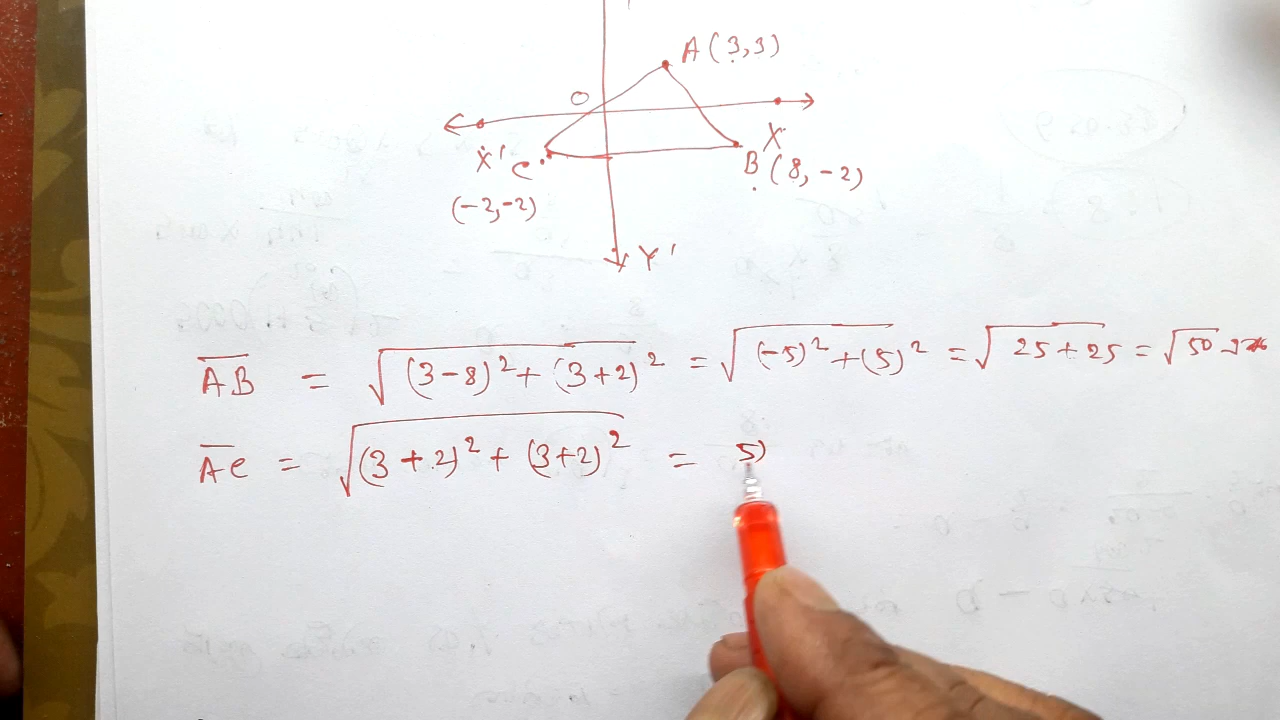 A (3,3)
O
X
X' C
B (8, -2)
(-2,-2)
Y'
AB = √(3-8)² + (3+2)² = √(-5)² + (5)² = √25+25 = √50
AC = √(3+2)² + (3+2)² = 5